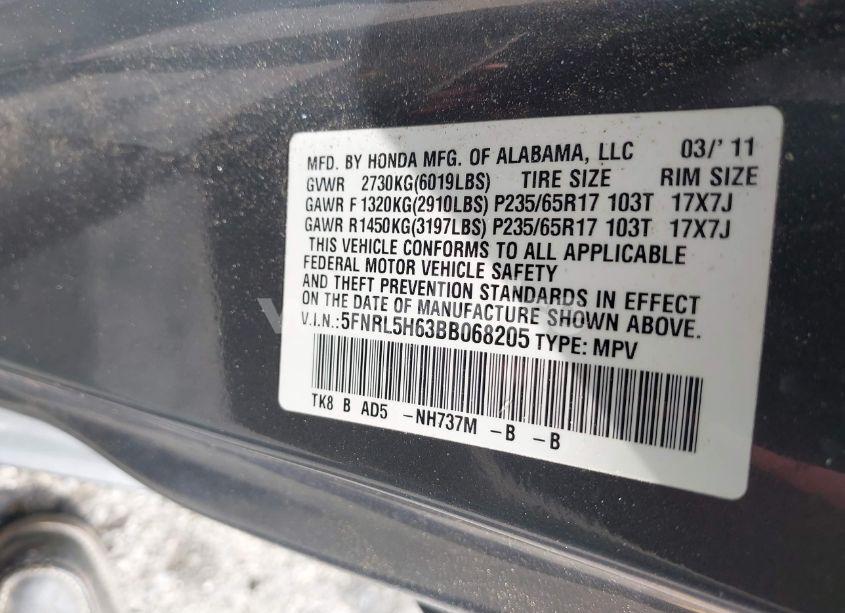 MFD. BY HONDA MFG. OF ALABAMA, LLC 03/' 11
GVWR 2730KG(6019LBS) TIRE SIZE RIM SIZE
GAWR F 1320KG(2910LBS) P235/65R17 103T 17X7J
GAWR R1450KG(3197LBS) P235/65R17 103T 17X7J
THIS VEHICLE CONFORMS TO ALL APPLICABLE
FEDERAL MOTOR VEHICLE SAFETY
AND THEFT PREVENTION STANDARDS IN EFFECT
ON THE DATE OF MANUFACTURE SHOWN ABOVE.
V.I.N.:5FNRL5H63BB068205 TYPE: MPV
TK8 B AD5 -NH737M -B -B